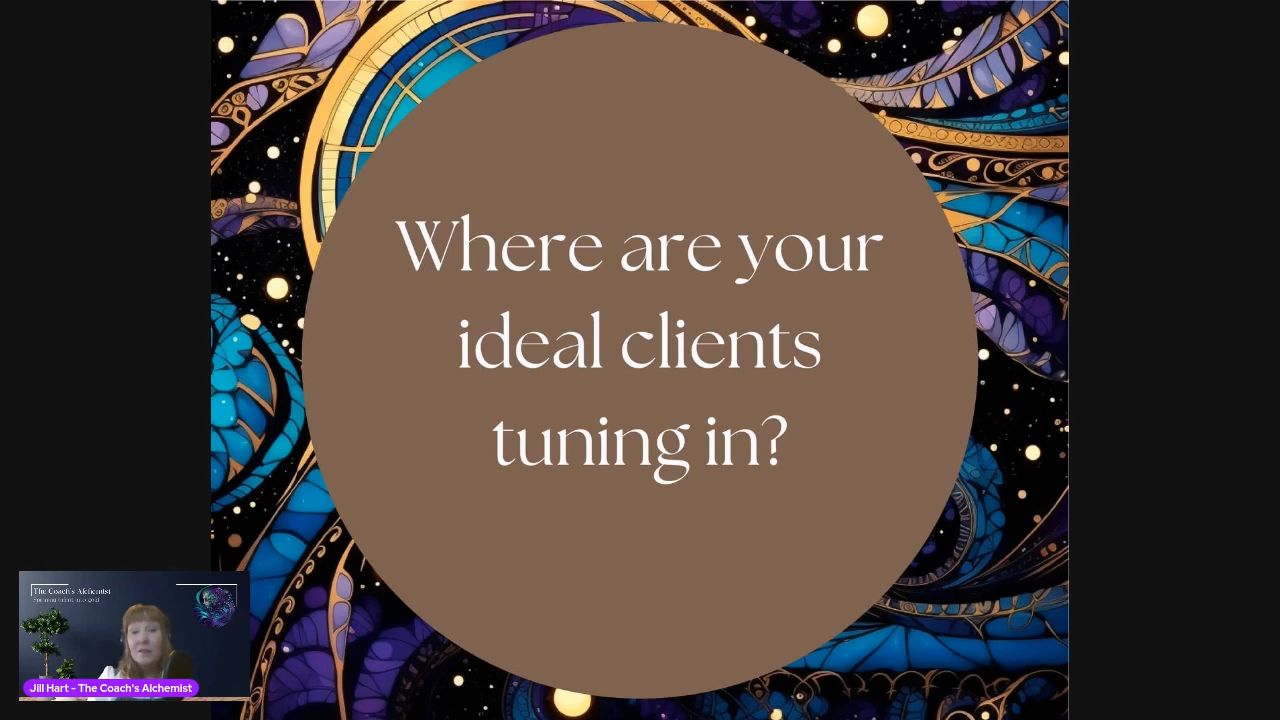 Where are your
ideal clients
tuning in?
The Coach's Alchemist
Jill Hart - The Coach's Alchemist